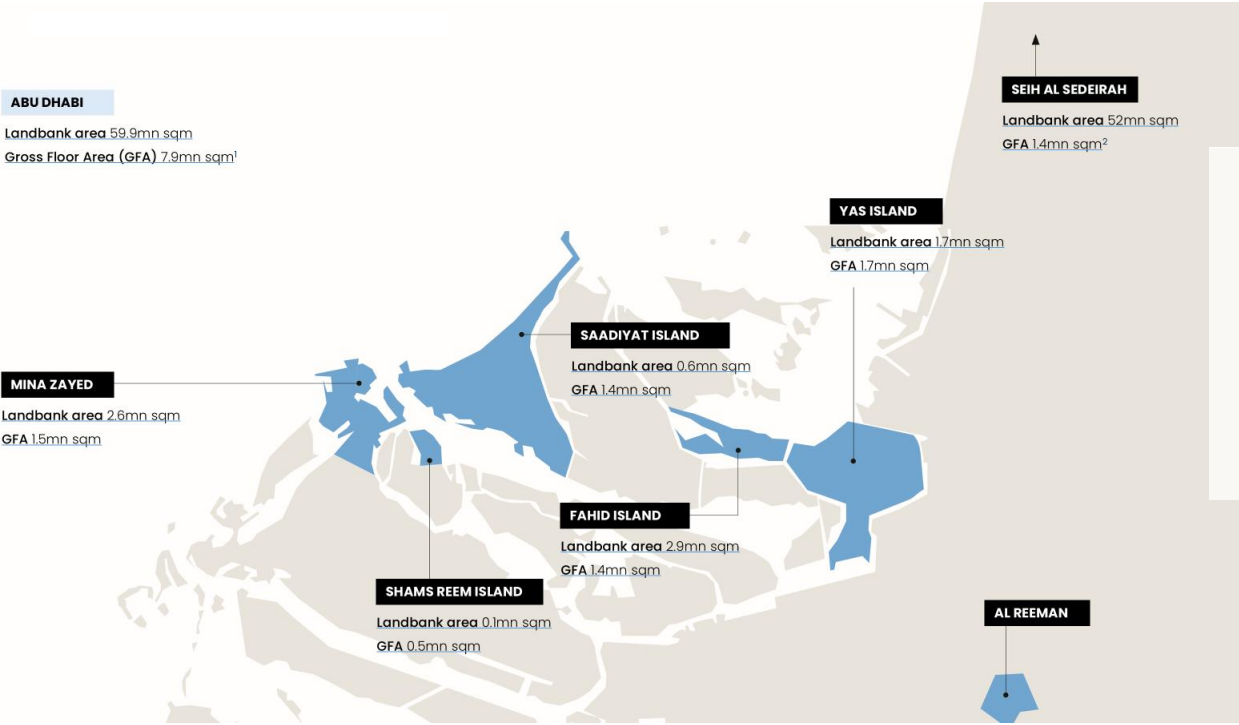 ABU DHABI
Landbank area 59.9mn sqm
Gross Floor Area (GFA) 7.9mn sqm¹
SEIH AL SEDEIRAH
Landbank area 52mn sqm
GFA 1.4mn sqm²
YAS ISLAND
Landbank area 1.7mn sqm
GFA 1.7mn sqm
SAADIYAT ISLAND
Landbank area 0.6mn sqm
GFA 1.4mn sqm
MINA ZAYED
Landbank area 2.6mn sqm
GFA 1.5mn sqm
FAHID ISLAND
Landbank area 2.9mn sqm
GFA 1.4mn sqm
SHAMS REEM ISLAND
Landbank area 0.1mn sqm
GFA 0.5mn sqm
AL REEMAN